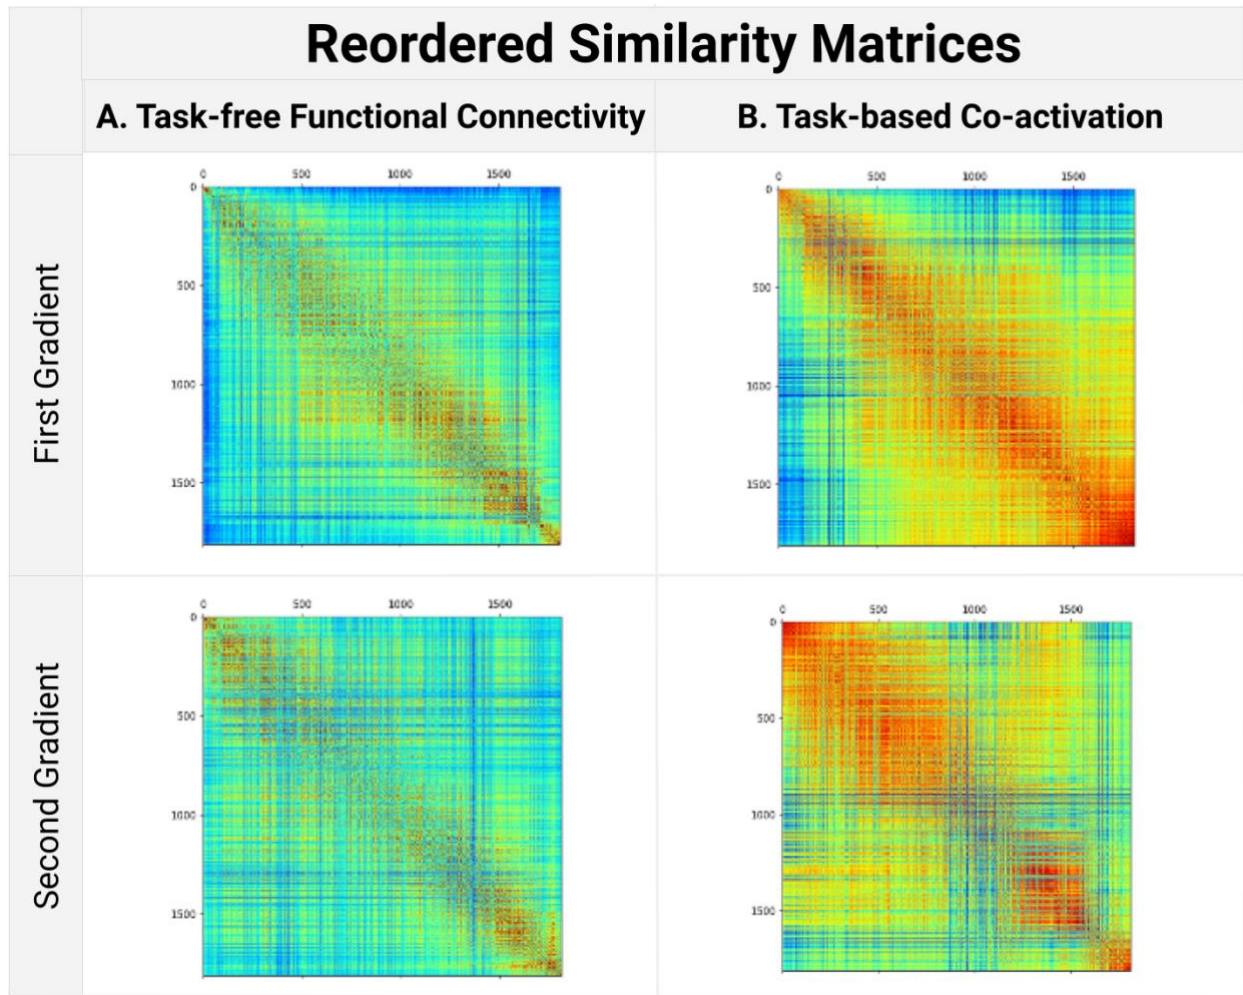 Reordered Similarity Matrices
A. Task-free Functional Connectivity
B. Task-based Co-activation
First Gradient
0 500 1000 1500
0
500
1000
1500
0 500 1000 1500
0
500
1000
1500
Second Gradient
0 500 1000 1500
0
500
1000
1500
0 500 1000 1500
0
500
1000
1500